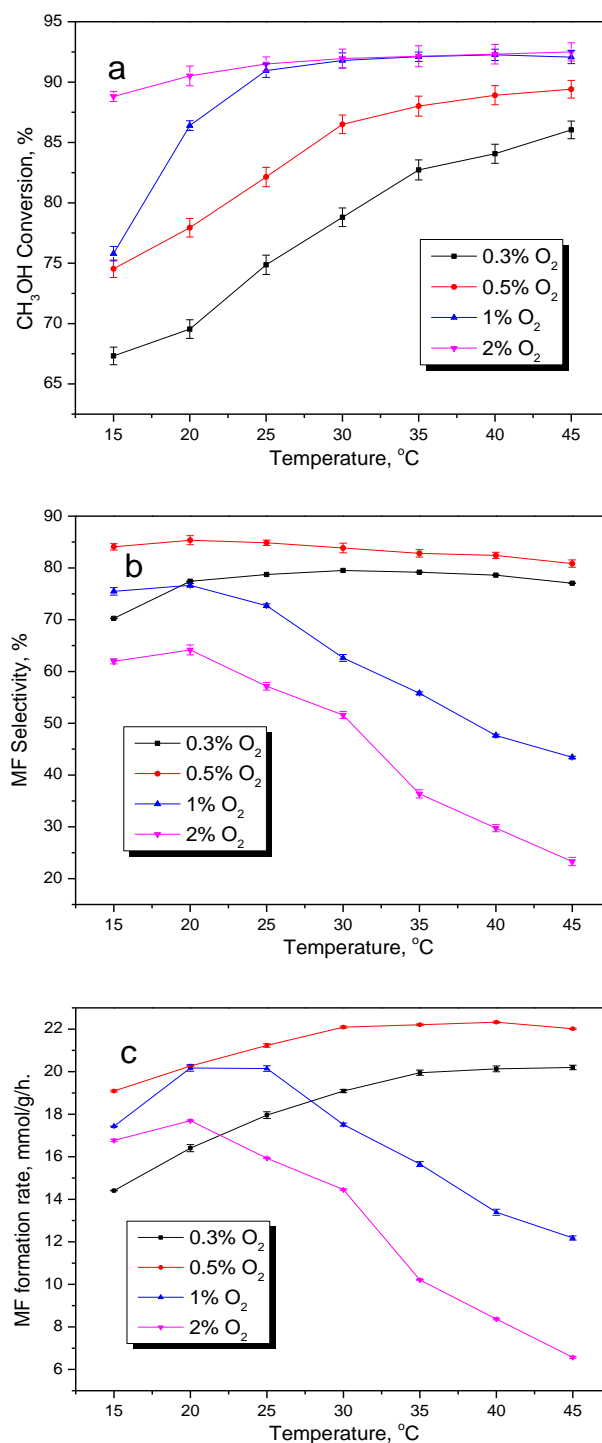 95
a
90
85
80
75
70
65
CH₃OH Conversion, %
0.3% O₂
0.5% O₂
1% O₂
2% O₂
15 20 25 30 35 40 45
Temperature, °C
90
b
80
70
60
50
40
30
20
MF Selectivity, %
0.3% O₂
0.5% O₂
1% O₂
2% O₂
15 20 25 30 35 40 45
Temperature, °C
22
c
20
18
16
14
12
10
8
6
MF formation rate, mmol/g/h.
0.3% O₂
0.5% O₂
1% O₂
2% O₂
15 20 25 30 35 40 45
Temperature, °C